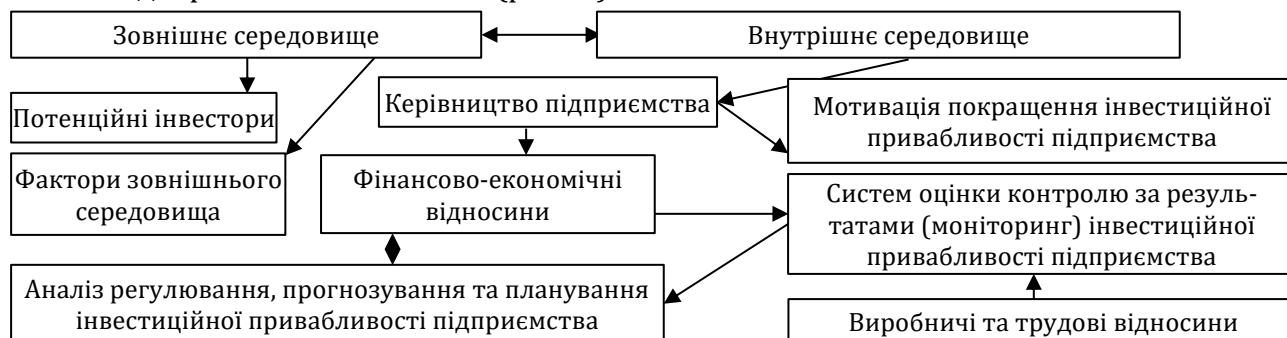 Зовнішнє середовище
Внутрішнє середовище
Потенційні інвестори
Керівництво підприємства
Мотивація покращення інвестиційної
привабливості підприємства
Фактори зовнішнього
середовища
Фінансово-економічні
відносини
Систем оцінки контролю за резуль-
татами (моніторинг) інвестиційної
привабливості підприємства
Аналіз регулювання, прогнозування та планування
інвестиційної привабливості підприємства
Виробничі та трудові відносини